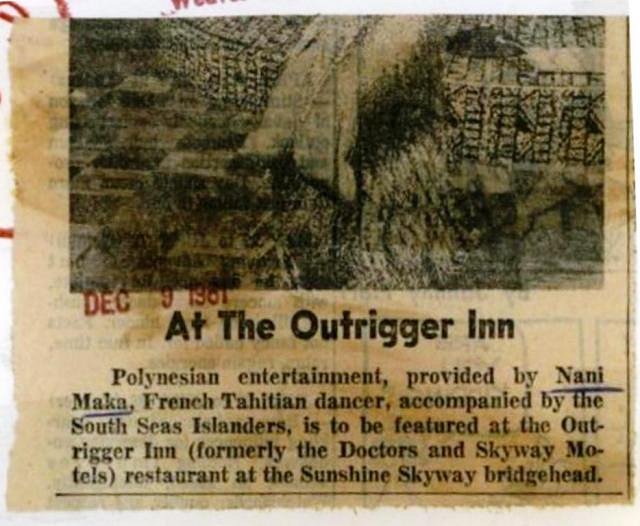 DEC 9 1961
At The Outrigger Inn
Polynesian entertainment, provided by Nani
Maka, French Tahitian dancer, accompanied by the
South Seas Islanders, is to be featured at the Out-
rigger Inn (formerly the Doctors and Skyway Mo-
tels) restaurant at the Sunshine Skyway bridgehead.